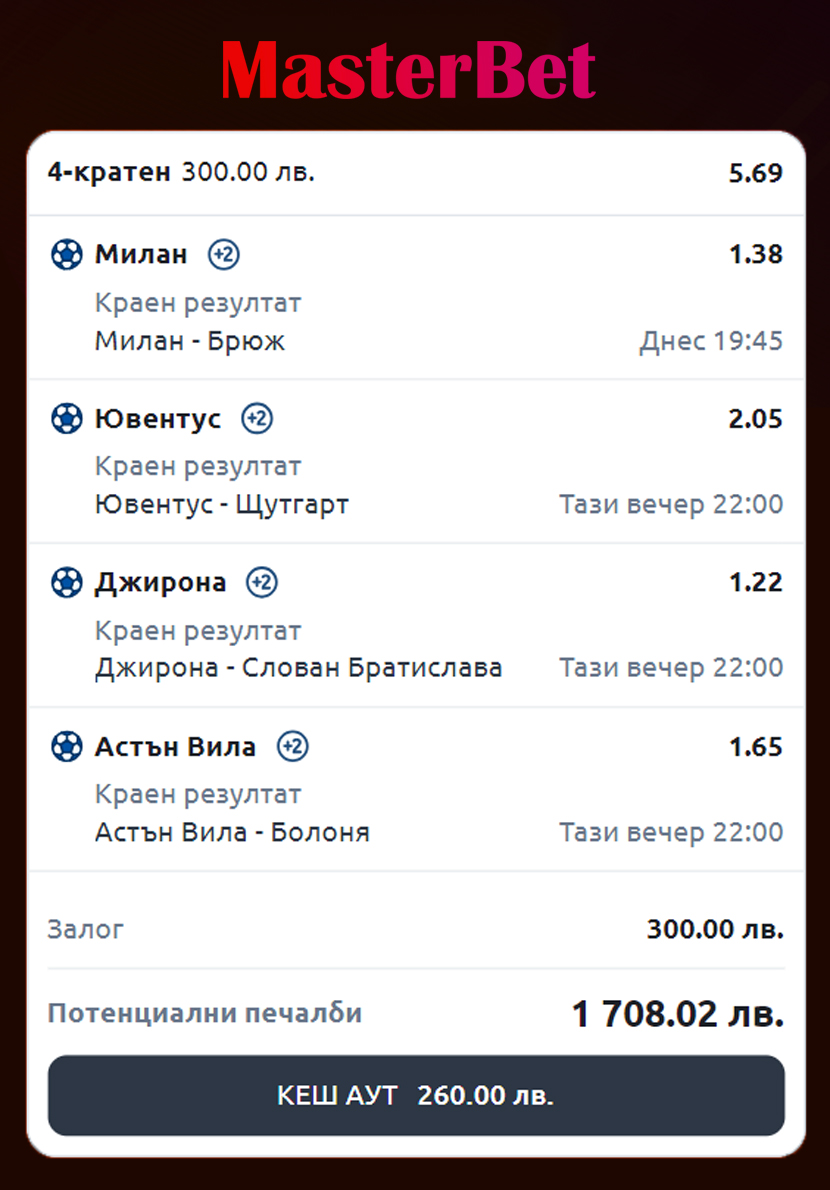 MasterBet
4-кратен 300.00 лв. 5.69
Милан +2 1.38
Краен резултат
Милан - Брюж Днес 19:45
Ювентус +2 2.05
Краен резултат
Ювентус - Щутгарт Тази вечер 22:00
Джирона +2 1.22
Краен резултат
Джирона - Слован Братислава Тази вечер 22:00
Астън Вила +2 1.65
Краен резултат
Астън Вила - Болоня Тази вечер 22:00
Залог 300.00 лв.
Потенциални печалби 1 708.02 лв.
КЕШ АУТ 260.00 лв.